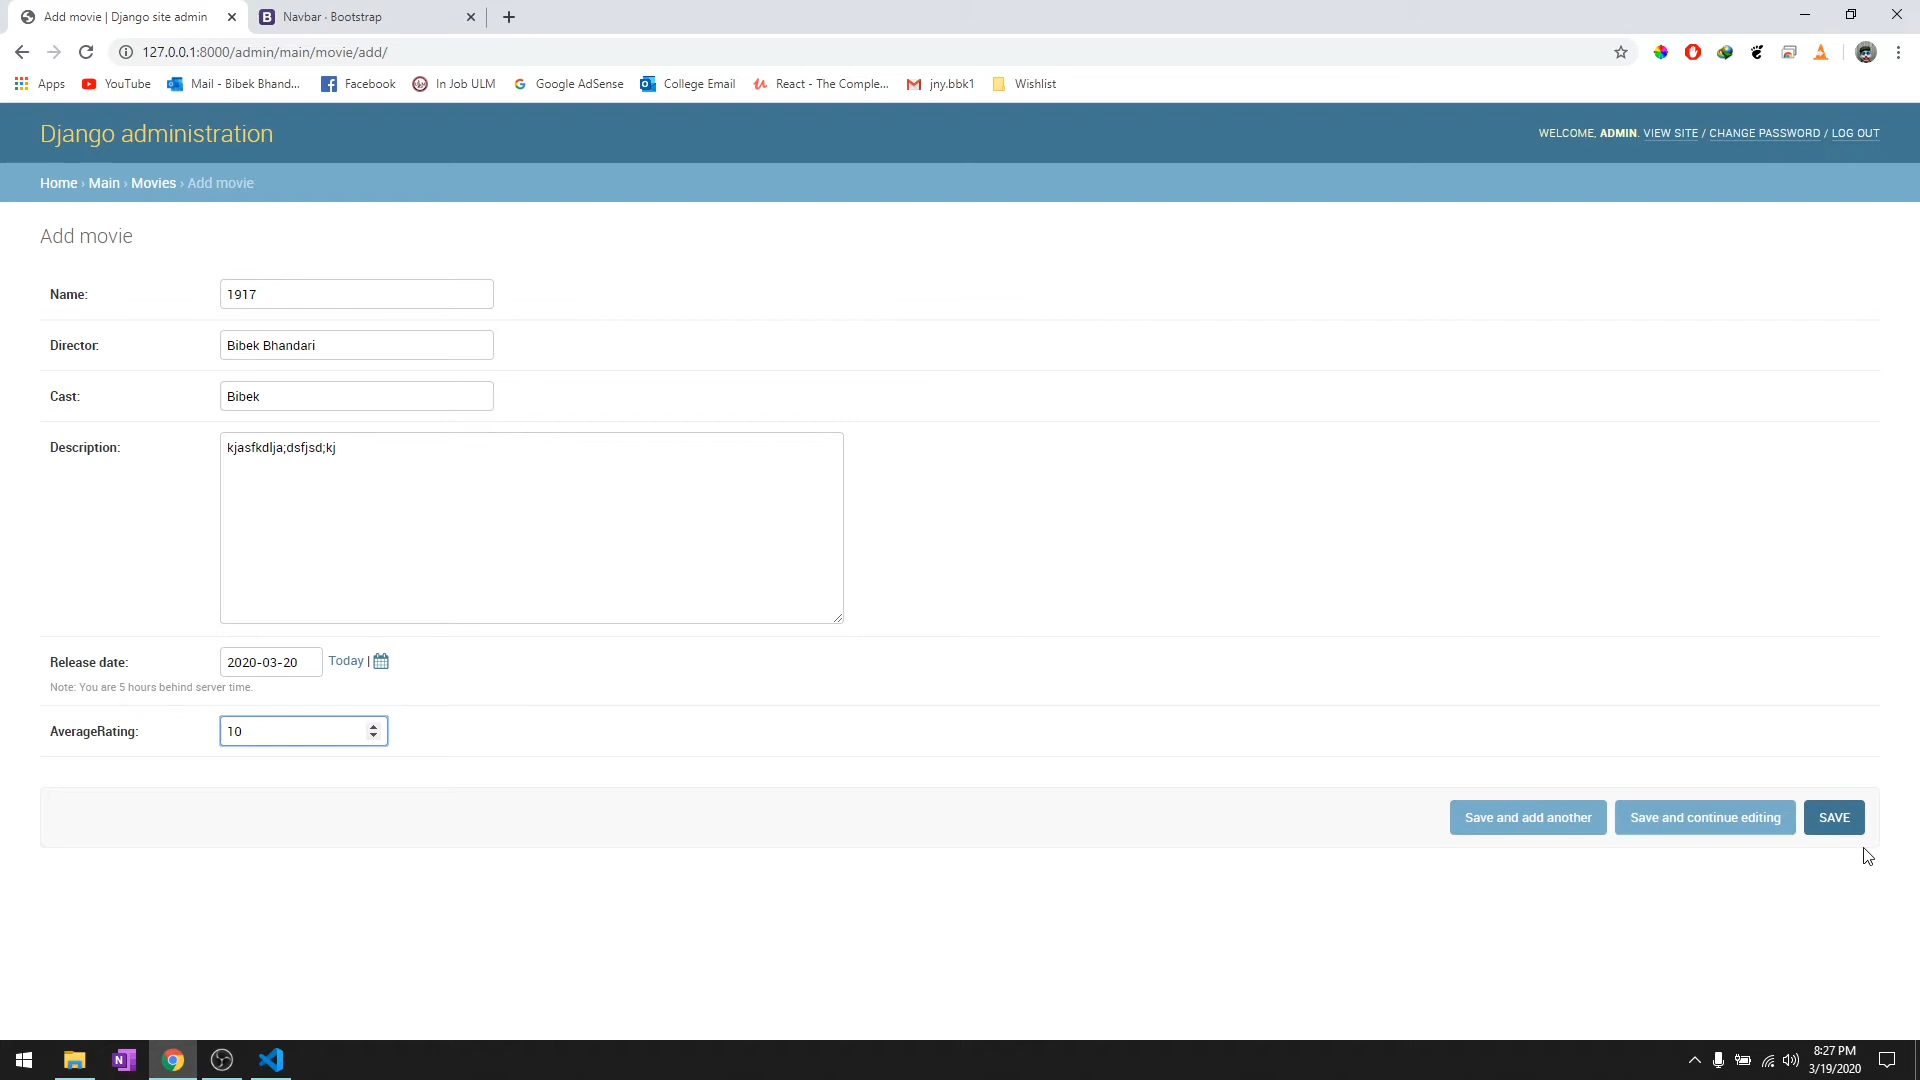 Add movie | Django site admin
Navbar · Bootstrap
127.0.0.1:8000/admin/main/movie/add/
Apps
YouTube
Mail - Bibek Bhand...
Facebook
In Job ULM
Google AdSense
College Email
React - The Comple...
jny.bbk1
Wishlist
Django administration
WELCOME, ADMIN. VIEW SITE / CHANGE PASSWORD / LOG OUT
Home › Main › Movies › Add movie
Add movie
Name:
1917
Director:
Bibek Bhandari
Cast:
Bibek
Description:
kjasfkdlja;dsfjsd;kj
Release date:
2020-03-20
Today |
Note: You are 5 hours behind server time.
AverageRating:
10
Save and add another
Save and continue editing
SAVE
8:27 PM
3/19/2020